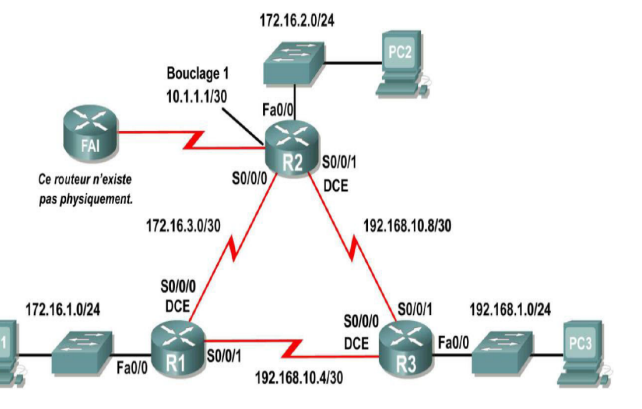 172.16.2.0/24
PC2
Bouclage 1
10.1.1.1/30
Fa0/0
FAI
R2
S0/0/1
DCE
Ce routeur n'existe
pas physiquement.
S0/0/0
172.16.3.0/30
192.168.10.8/30
S0/0/0
DCE
172.16.1.0/24
S0/0/1
192.168.1.0/24
S0/0/0
DCE
1
Fa0/0
R1
S0/0/1
R3
Fa0/0
PC3
192.168.10.4/30